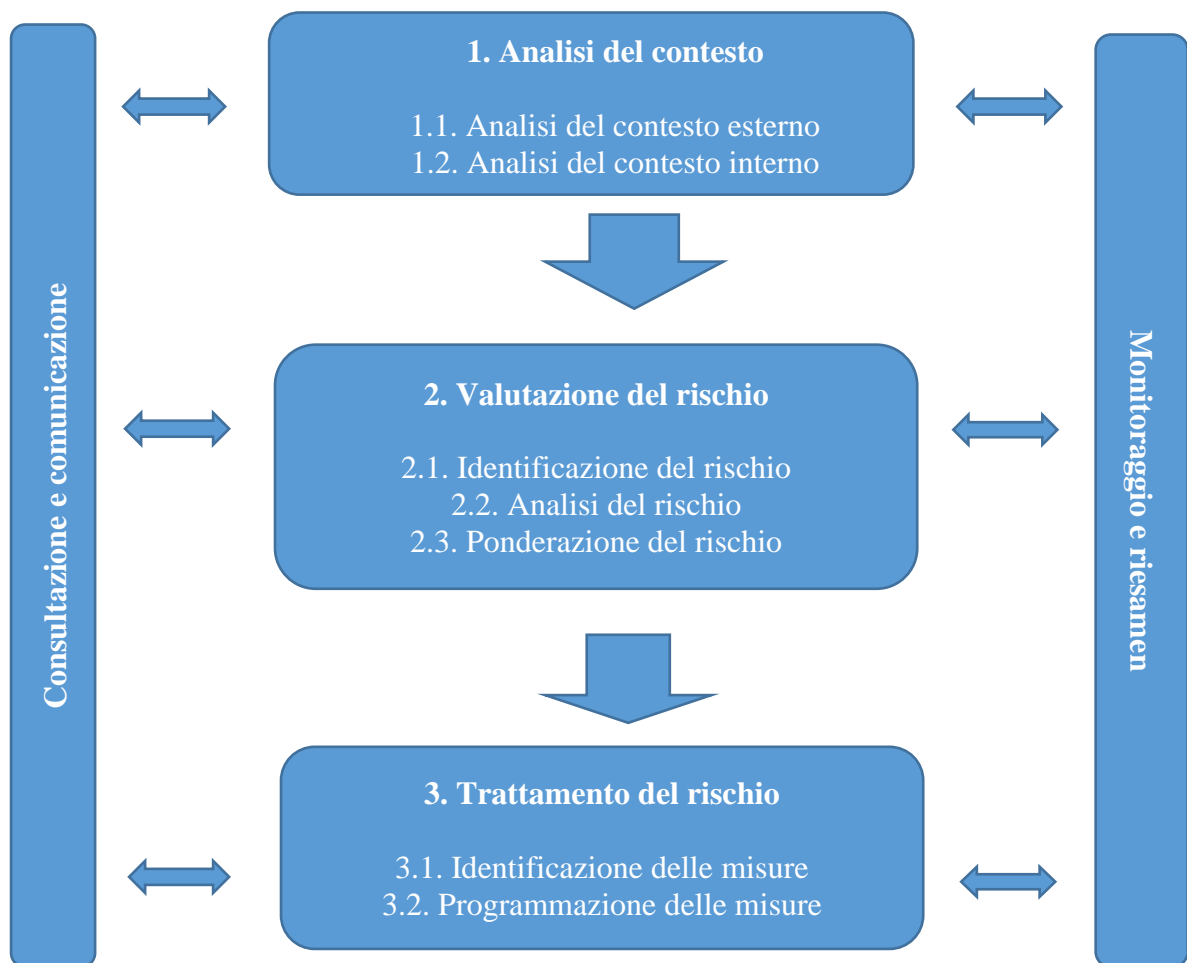 Consultazione e comunicazione
1. Analisi del contesto
1.1. Analisi del contesto esterno
1.2. Analisi del contesto interno
2. Valutazione del rischio
2.1. Identificazione del rischio
2.2. Analisi del rischio
2.3. Ponderazione del rischio
3. Trattamento del rischio
3.1. Identificazione delle misure
3.2. Programmazione delle misure
Monitoraggio e riesamen